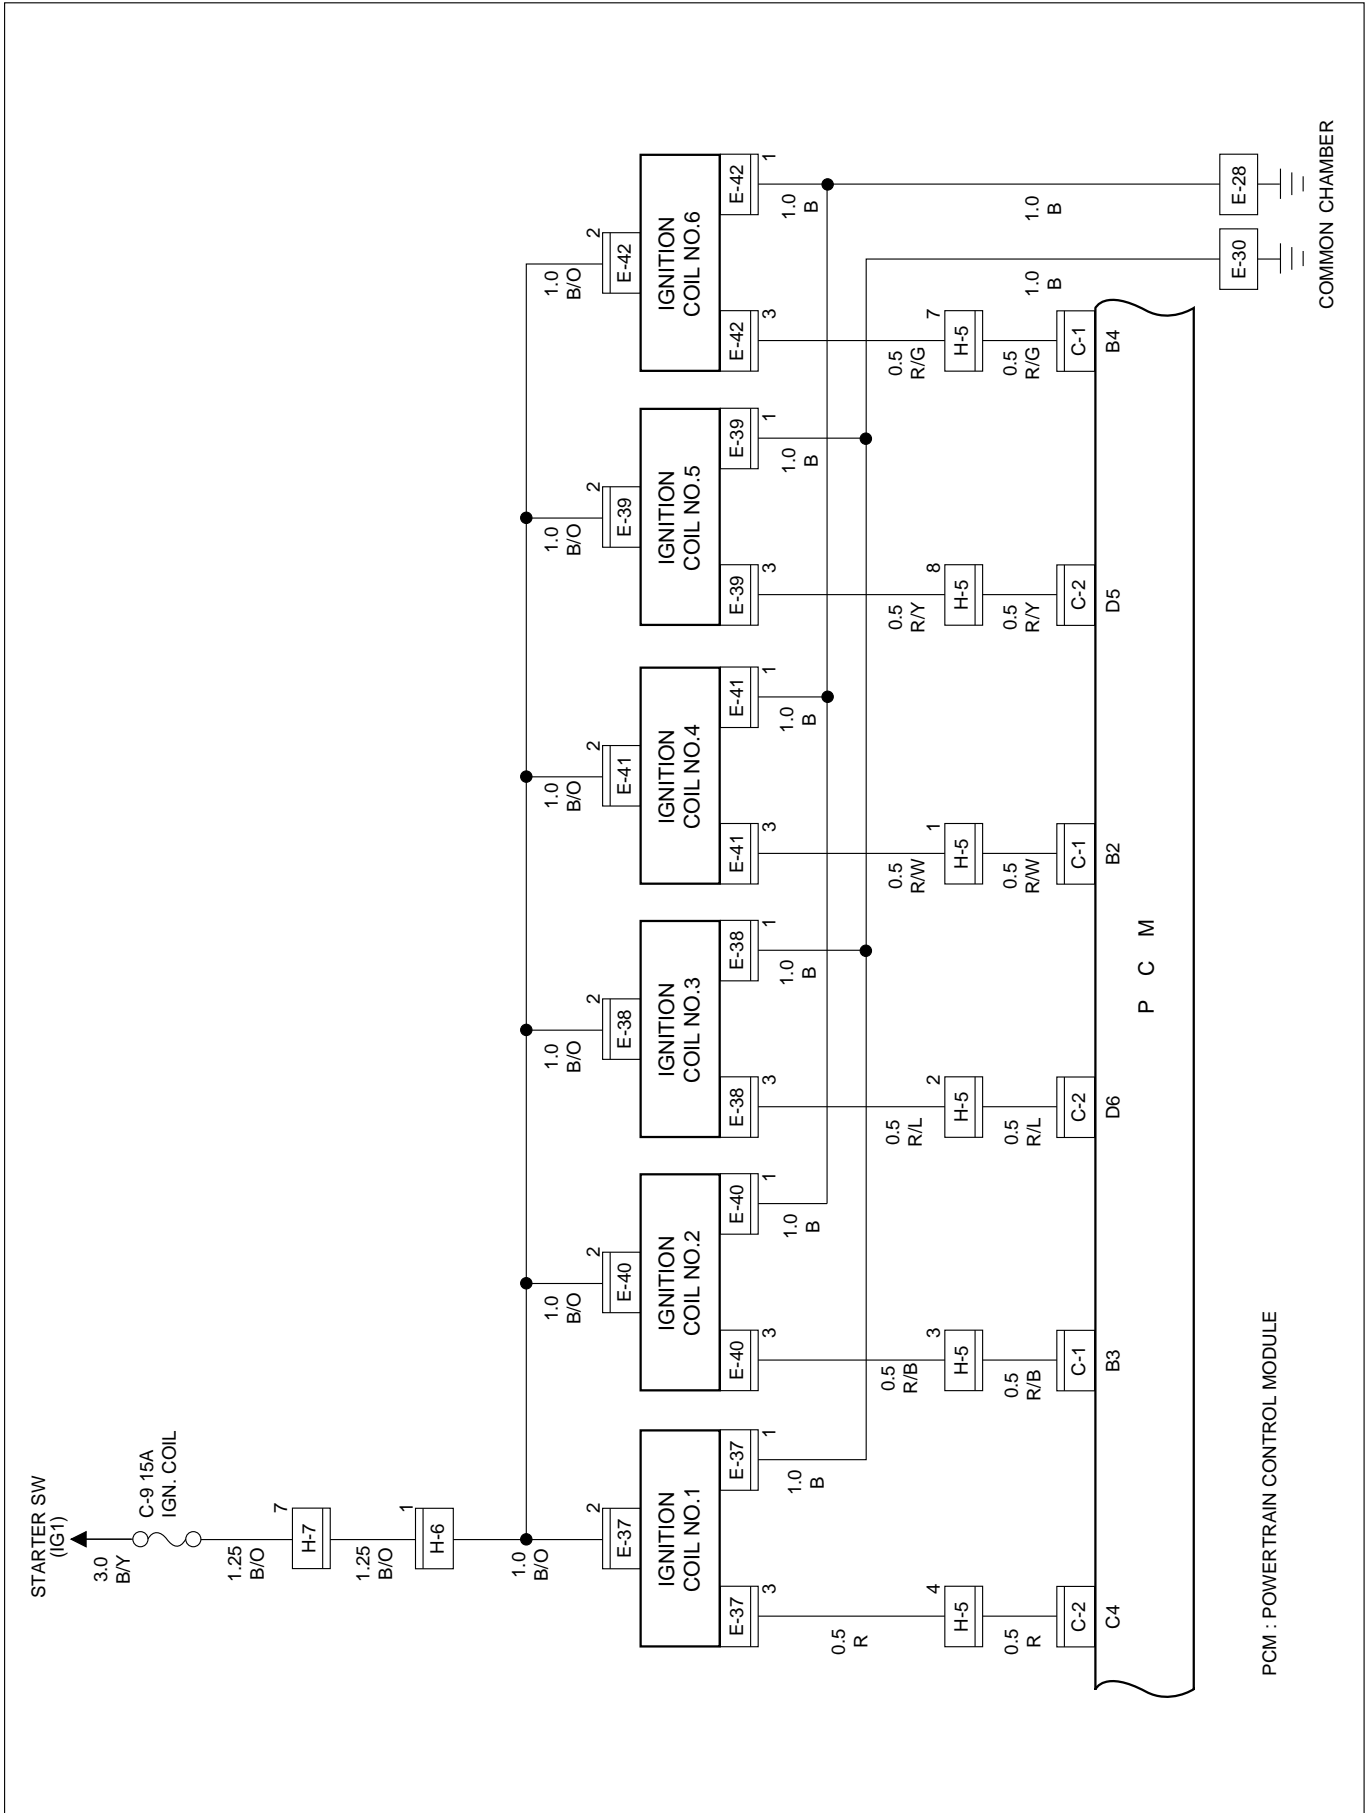 STARTER SW
(IG1)
3.0
B/Y
C-9 15A
IGN. COIL
1.25
B/O
7
H-7
1.25
B/O
1
H-6
1.0
B/O
1.0
B/O
1.0
B/O
1.0
B/O
1.0
B/O
1.0
B/O
2
E-37
2
E-40
2
E-38
2
E-41
2
E-39
2
E-42
IGNITION
COIL NO.1
IGNITION
COIL NO.2
IGNITION
COIL NO.3
IGNITION
COIL NO.4
IGNITION
COIL NO.5
IGNITION
COIL NO.6
E-37
3
E-37
1
E-40
3
E-40
1
E-38
3
E-38
1
E-41
3
E-41
1
E-39
3
E-39
1
E-42
3
E-42
1
1.0
B
1.0
B
1.0
B
1.0
B
1.0
B
1.0
B
0.5
R
0.5
R/B
0.5
R/L
0.5
R/W
0.5
R/Y
0.5
R/G
4
H-5
3
H-5
2
H-5
1
H-5
8
H-5
7
H-5
0.5
R
0.5
R/B
0.5
R/L
0.5
R/W
0.5
R/Y
0.5
R/G
1.0
B
1.0
B
C-2
C-1
C-2
C-1
C-2
C-1
C4
B3
D6
B2
D5
B4
P C M
E-30
E-28
COMMON CHAMBER
PCM : POWERTRAIN CONTROL MODULE